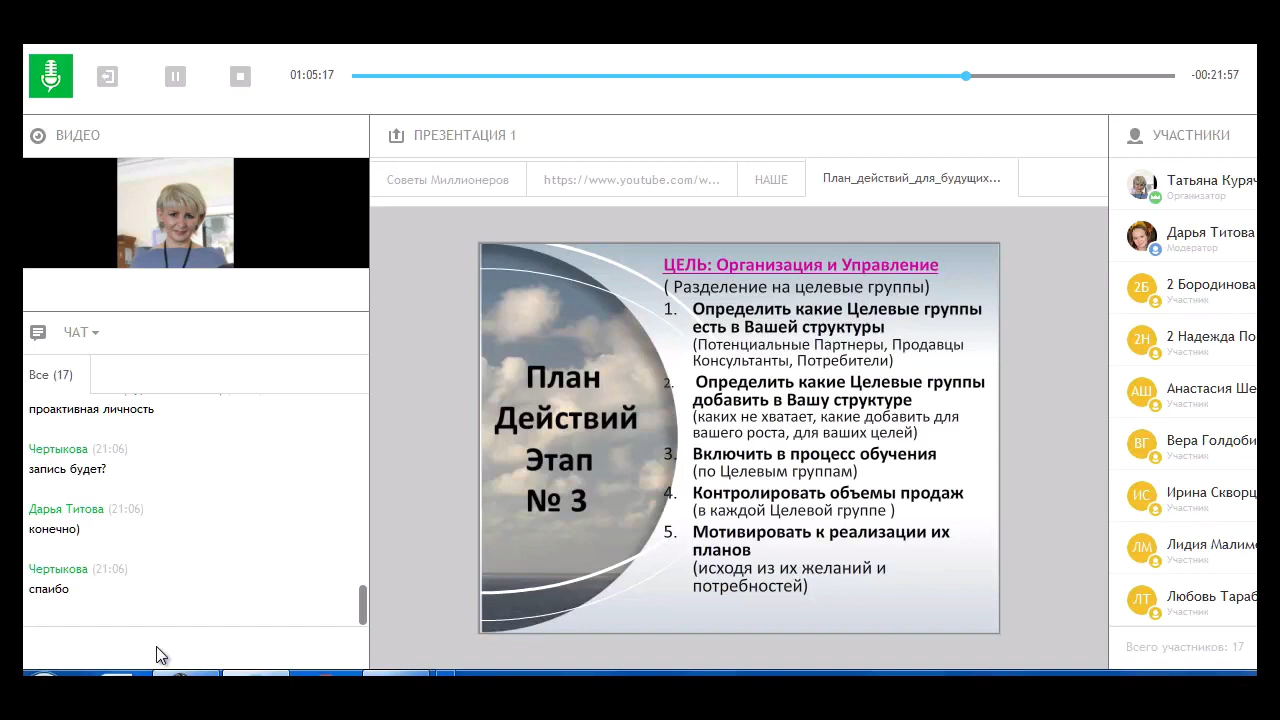 01:05:17
-00:21:57
ВИДЕО
ПРЕЗЕНТАЦИЯ 1
УЧАСТНИКИ
Советы Миллионеров
https://www.youtube.com/w...
НАШЕ
План_действий_для_будущих...
ЧАТ
Все (17)
проактивная личность
Чертыкова (21:06)
запись будет?
Дарья Титова (21:06)
конечно)
Чертыкова (21:06)
спаибо
План
Действий
Этап
№ 3
ЦЕЛЬ: Организация и Управление
( Разделение на целевые группы)
1. Определить какие Целевые группы
есть в Вашей структуры
(Потенциальные Партнеры, Продавцы
Консультанты, Потребители)
2. Определить какие Целевые группы
добавить в Вашу структуре
(каких не хватает, какие добавить для
вашего роста, для ваших целей)
3. Включить в процесс обучения
(по Целевым группам)
4. Контролировать объемы продаж
(в каждой Целевой группе )
5. Мотивировать к реализации их
планов
(исходя из их желаний и
потребностей)
Татьяна Куряч
Организатор
Дарья Титова
Модератор
2Б
2 Бородинова
Участник
2Н
2 Надежда По
Участник
АШ
Анастасия Ше
Участник
ВГ
Вера Голдоби
Участник
ИС
Ирина Скворц
Участник
ЛМ
Лидия Малим
Участник
ЛТ
Любовь Тараб
Участник
Всего участников: 17